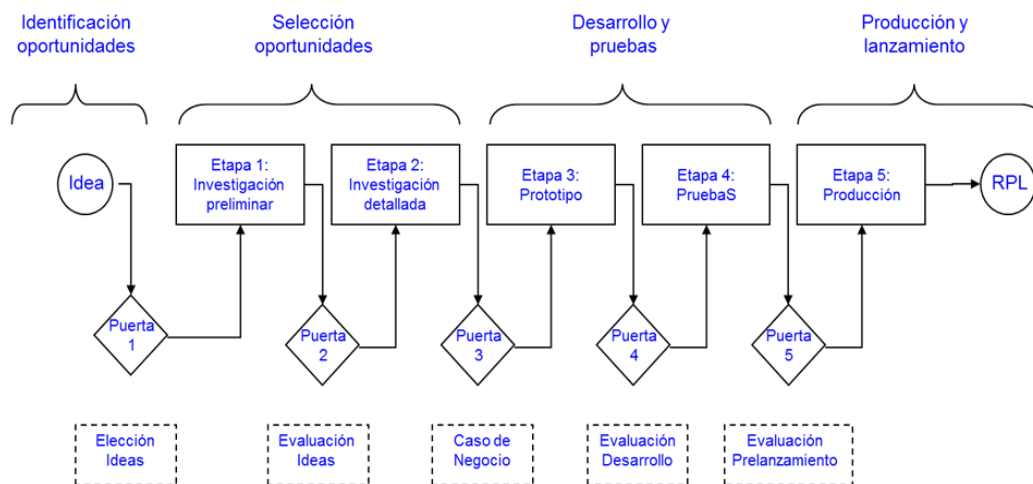 Identificación
oportunidades
Selección
oportunidades
Desarrollo y
pruebas
Producción y
lanzamiento
Idea
Etapa 1:
Investigación
preliminar
Etapa 2:
Investigación
detallada
Etapa 3:
Prototipo
Etapa 4:
PruebaS
Etapa 5:
Producción
RPL
Puerta
1
Puerta
2
Puerta
3
Puerta
4
Puerta
5
Elección
Ideas
Evaluación
Ideas
Caso de
Negocio
Evaluación
Desarrollo
Evaluación
Prelanzamiento